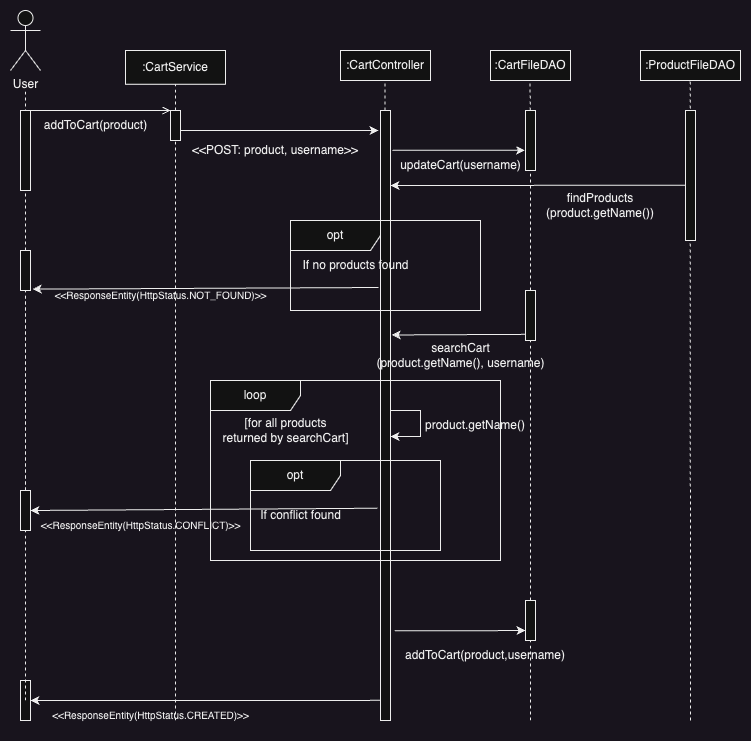 User
:CartService
:CartController
:CartFileDAO
:ProductFileDAO
addToCart(product)
<<POST: product, username>>
updateCart(username)
findProducts
(product.getName())
opt
If no products found
<<ResponseEntity(HttpStatus.NOT_FOUND)>>
searchCart
(product.getName(), username)
loop
[for all products
returned by searchCart]
product.getName()
opt
If conflict found
<<ResponseEntity(HttpStatus.CONFLICT)>>
addToCart(product,username)
<<ResponseEntity(HttpStatus.CREATED)>>